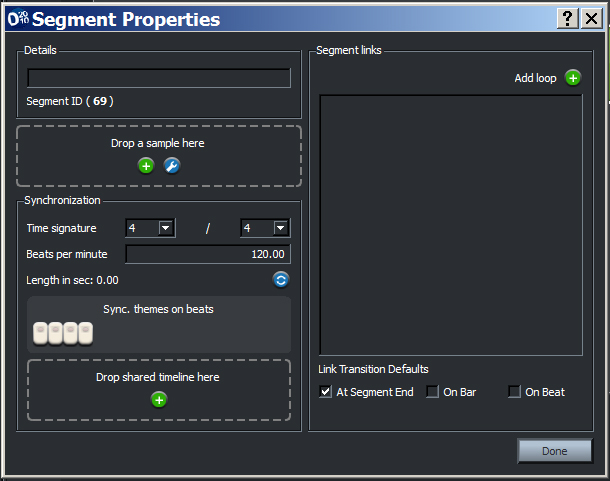 Segment Properties
Details
Segment ID ( 69 )
Drop a sample here
Synchronization
Time signature 4 / 4
Beats per minute 120.00
Length in sec: 0.00
Sync. themes on beats
Drop shared timeline here
Segment links
Add loop
Link Transition Defaults
At Segment End On Bar On Beat
Done